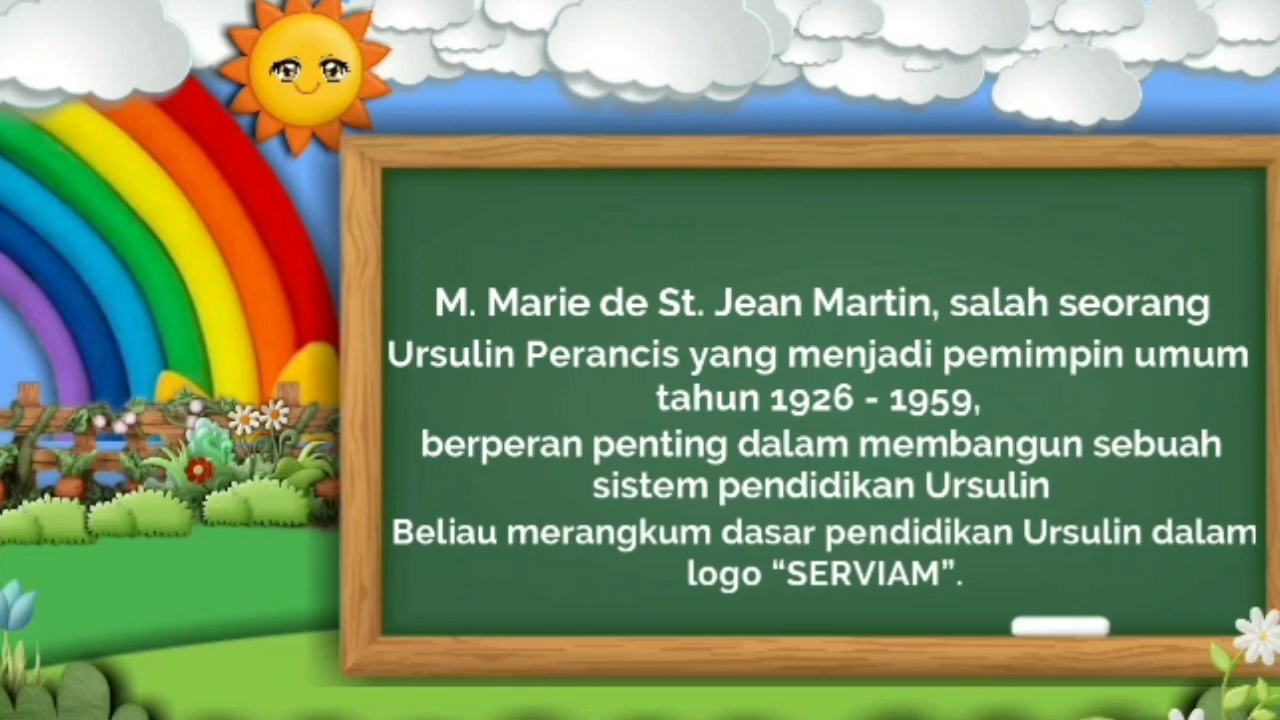 M. Marie de St. Jean Martin, salah seorang
Ursulin Perancis yang menjadi pemimpin umum
tahun 1926 - 1959,
berperan penting dalam membangun sebuah
sistem pendidikan Ursulin
Beliau merangkum dasar pendidikan Ursulin dalam
logo “SERVIAM”.